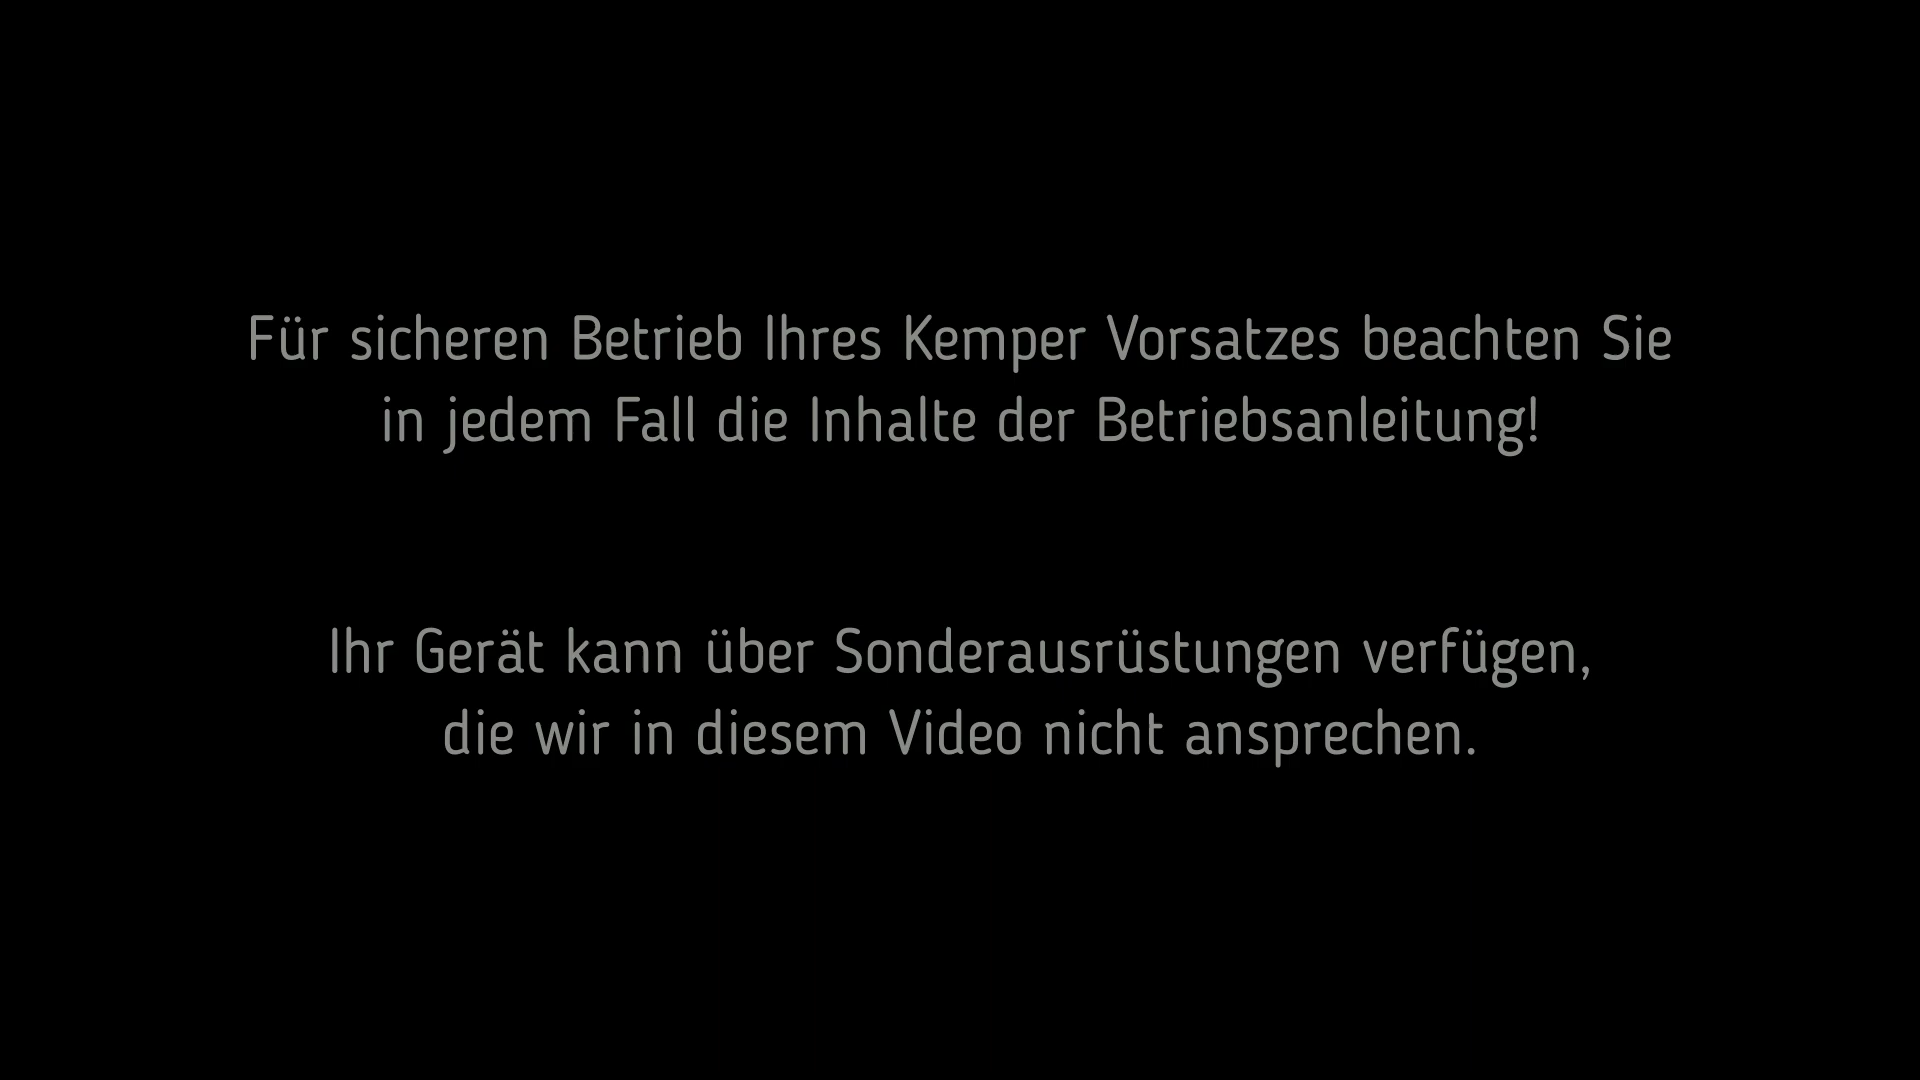 Für sicheren Betrieb Ihres Kemper Vorsatzes beachten Sie
in jedem Fall die Inhalte der Betriebsanleitung!
Ihr Gerät kann über Sonderausrüstungen verfügen,
die wir in diesem Video nicht ansprechen.